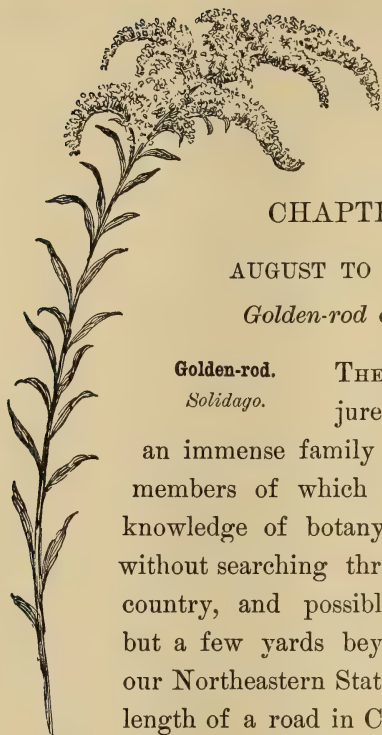 CHAPTE
AUGUST TO
Golden-rod
Golden-rod. THE
Solidago. jure
an immense family
members of which
knowledge of botany
without searching thr
country, and possibl
but a few yards bey
our Northeastern Stat
length of a road in C